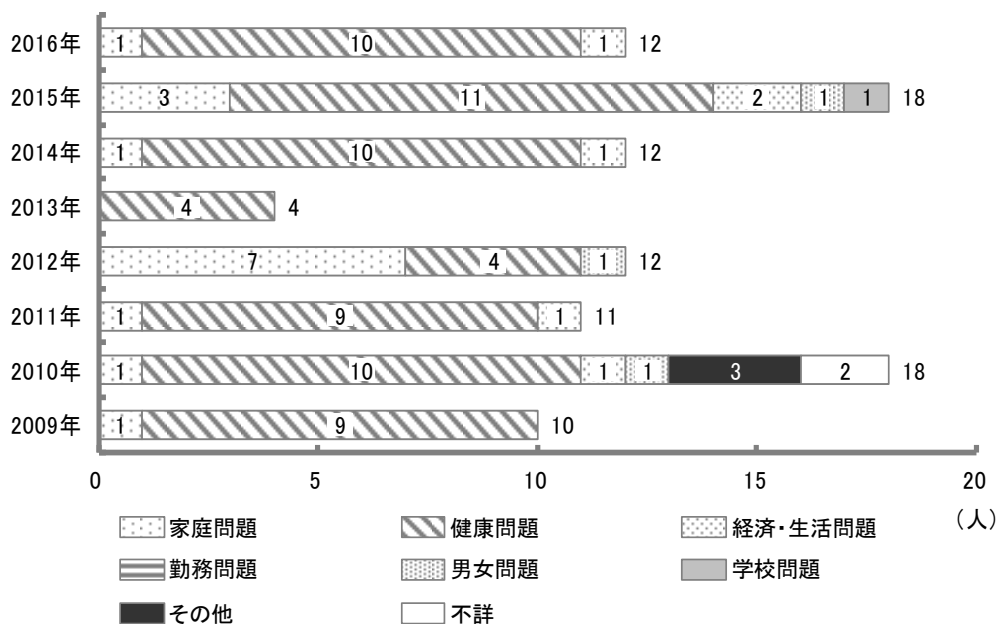 2016年 1 10 1 12
2015年 3 11 2 1 1 18
2014年 1 10 1 12
2013年 4 4
2012年 7 4 1 12
2011年 1 9 1 11
2010年 1 10 1 1 3 2 18
2009年 1 9 10
0 5 10 15 20
（人）
家庭問題 健康問題 経済・生活問題
勤務問題 男女問題 学校問題
その他 不詳